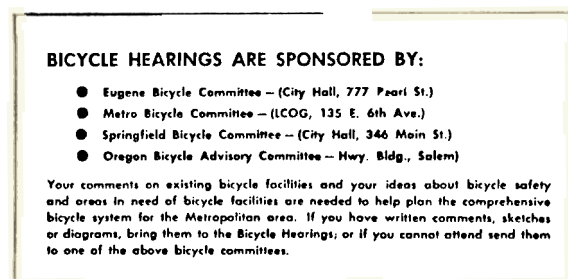 BICYCLE HEARINGS ARE SPONSORED BY:
● Eugene Bicycle Committee – (City Hall, 777 Pearl St.)
● Metro Bicycle Committee – (LCOG, 135 E. 6th Ave.)
● Springfield Bicycle Committee – (City Hall, 346 Main St.)
● Oregon Bicycle Advisory Committee – Hwy. Bldg., Salem)
Your comments on existing bicycle facilities and your ideas about bicycle safety
and areas in need of bicycle facilities are needed to help plan the comprehensive
bicycle system for the Metropolitan area. If you have written comments, sketches
or diagrams, bring them to the Bicycle Hearings; or if you cannot attend send them
to one of the above bicycle committees.